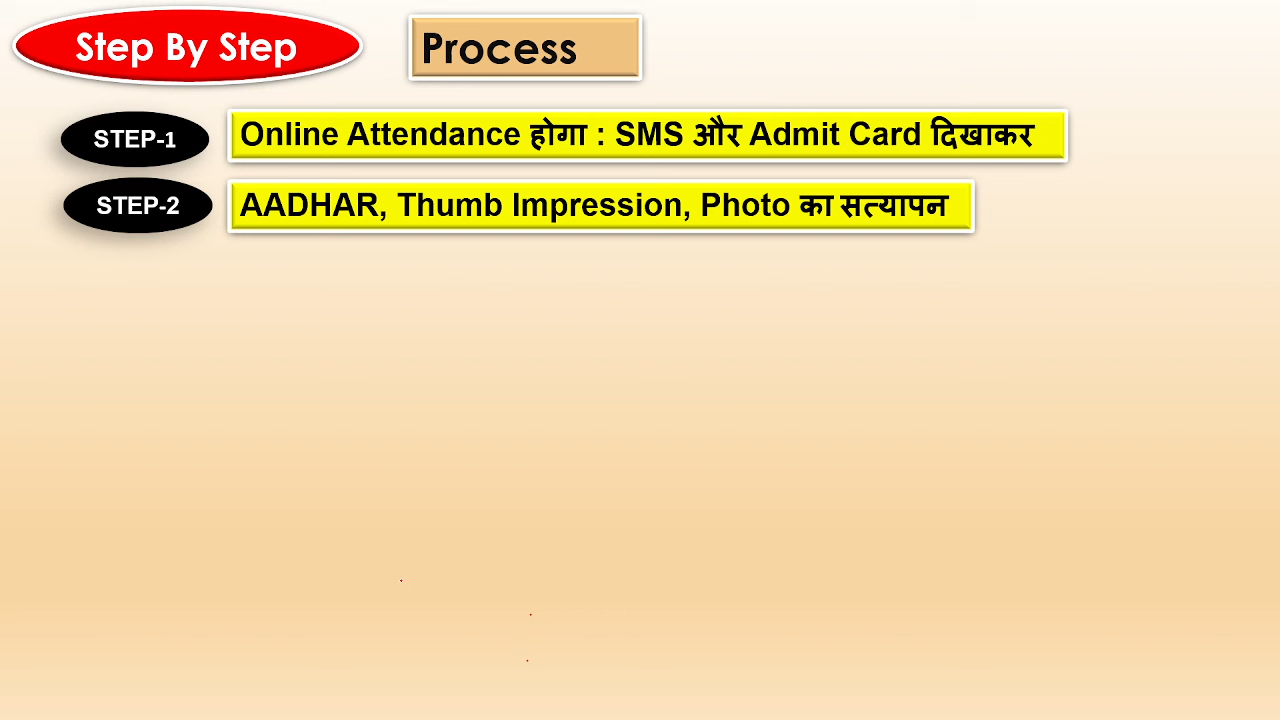 Step By Step Process
STEP-1 Online Attendance होगा : SMS और Admit Card दिखाकर
STEP-2 AADHAR, Thumb Impression, Photo का सत्यापन